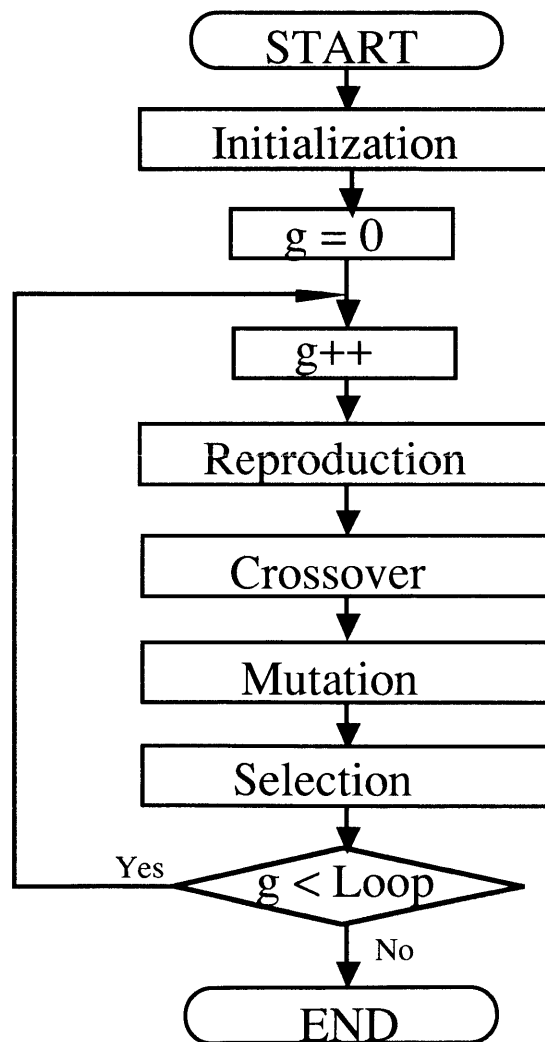 START
Initialization
g = 0
g++
Reproduction
Crossover
Mutation
Selection
Yes
g < Loop
No
END